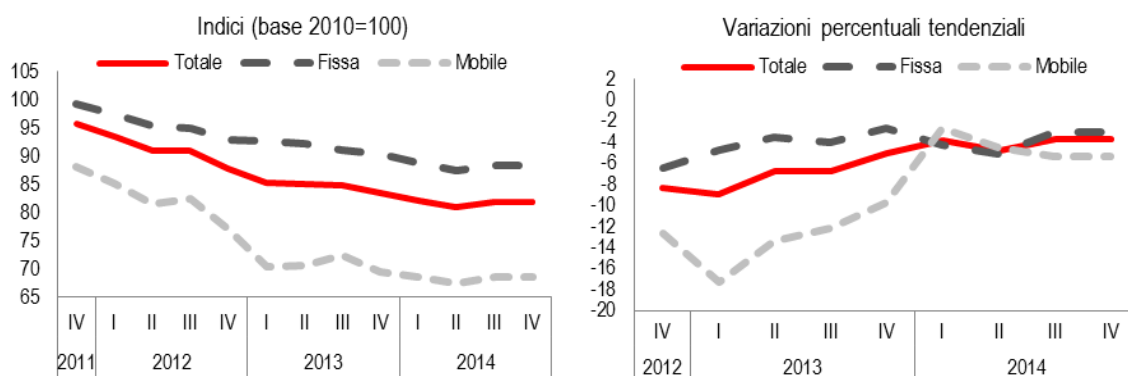 Indici (base 2010=100)
Totale Fissa Mobile
105
100
95
90
85
80
75
70
65
IV I II III IV I II III IV I II III IV
2011 2012 2013 2014
Variazioni percentuali tendenziali
Totale Fissa Mobile
2
0
-2
-4
-6
-8
-10
-12
-14
-16
-18
-20
IV I II III IV I II III IV
2012 2013 2014